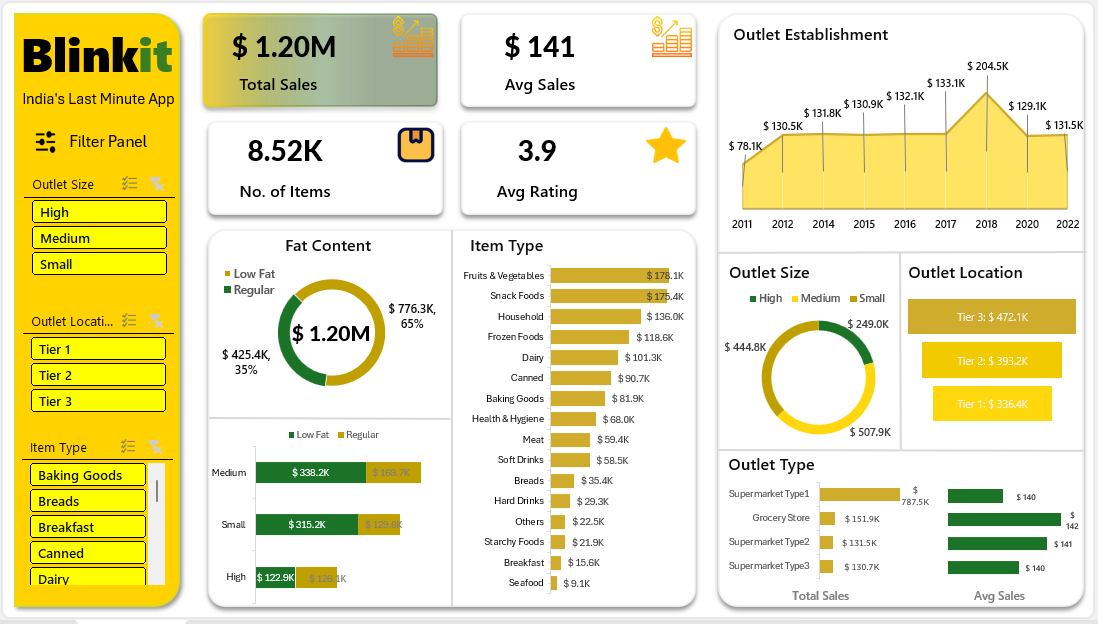 Blinkit
India's Last Minute App
Filter Panel
Outlet Size
High
Medium
Small
Outlet Locati...
Tier 1
Tier 2
Tier 3
Item Type
Baking Goods
Breads
Breakfast
Canned
Dairy
$ 1.20M
Total Sales
$ 141
Avg Sales
8.52K
No. of Items
3.9
Avg Rating
Fat Content
Low Fat
Regular
$ 776.3K,
65%
$ 1.20M
$ 425.4K,
35%
Low Fat Regular
Medium $ 338.2K $ 169.7K
Small $ 315.2K $ 129.6K
High $ 122.9K $ 126.1K
Item Type
Fruits & Vegetables $ 178.1K
Snack Foods $ 175.4K
Household $ 136.0K
Frozen Foods $ 118.6K
Dairy $ 101.3K
Canned $ 90.7K
Baking Goods $ 81.9K
Health & Hygiene $ 68.0K
Meat $ 59.4K
Soft Drinks $ 58.5K
Breads $ 35.4K
Hard Drinks $ 29.3K
Others $ 22.5K
Starchy Foods $ 21.9K
Breakfast $ 15.6K
Seafood $ 9.1K
Outlet Establishment
$ 78.1K $ 130.5K $ 131.8K $ 130.9K $ 132.1K $ 133.1K $ 204.5K $ 129.1K $ 131.5K
2011 2012 2014 2015 2016 2017 2018 2020 2022
Outlet Size
High Medium Small
$ 249.0K
$ 444.8K
$ 507.9K
Outlet Location
Tier 3: $ 472.1K
Tier 2: $ 393.2K
Tier 1: $ 336.4K
Outlet Type
Supermarket Type1 $ 787.5K $ 140
Grocery Store $ 151.9K $ 142
Supermarket Type2 $ 131.5K $ 141
Supermarket Type3 $ 130.7K $ 140
Total Sales Avg Sales